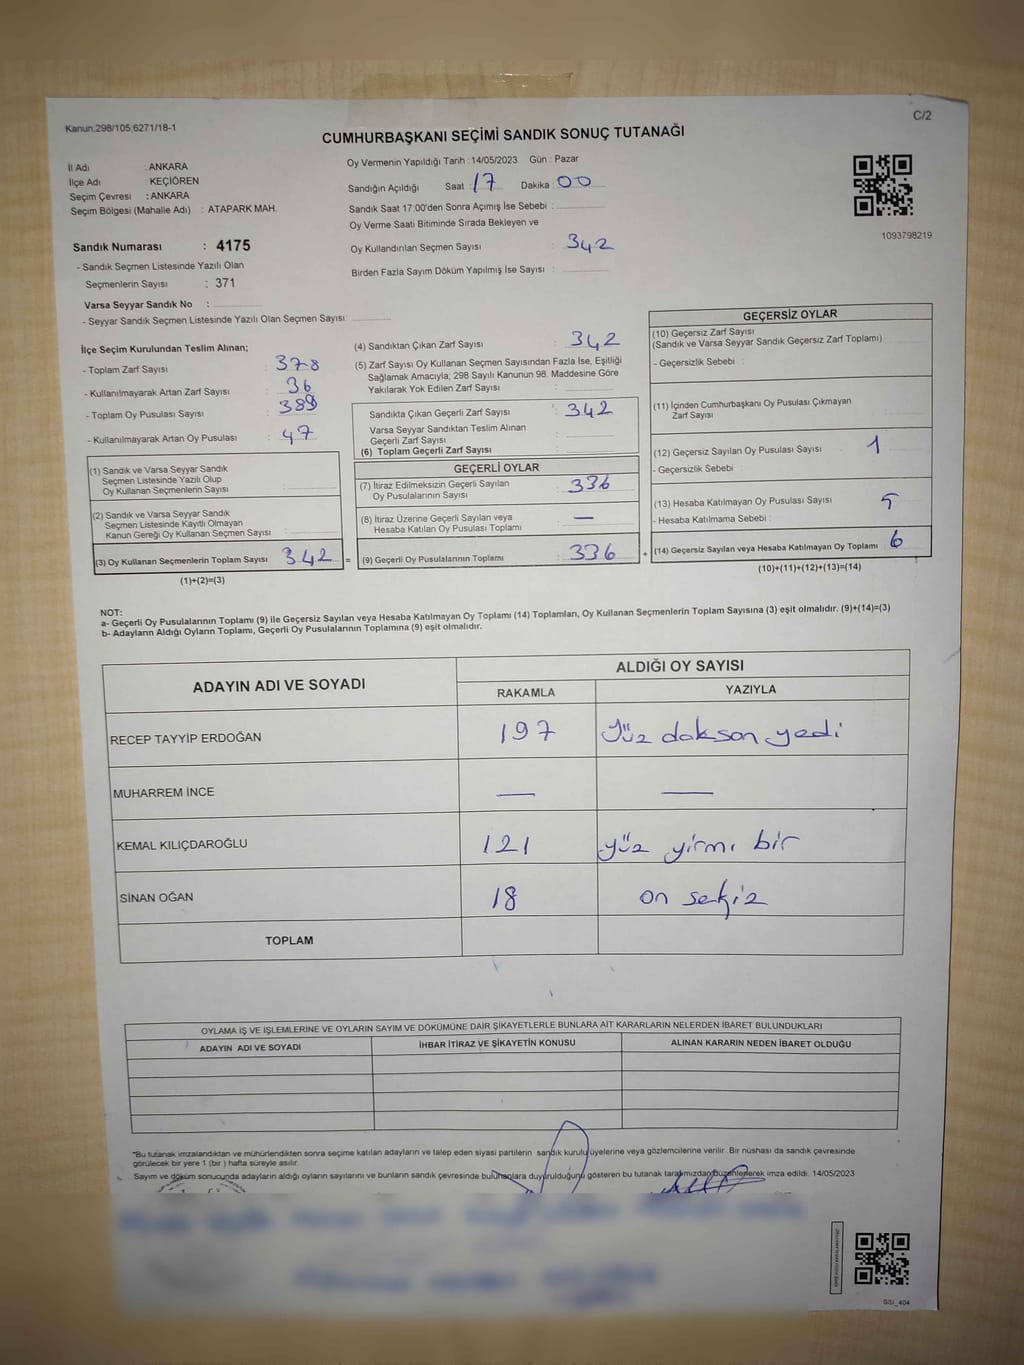 Kanun,298/105;6271/18-1
C/2
CUMHURBAŞKANI SEÇİMİ SANDIK SONUÇ TUTANAĞI
İl Adı : ANKARA
İlçe Adı : KEÇİÖREN
Seçim Çevresi : ANKARA
Seçim Bölgesi (Mahalle Adı) : ATAPARK MAH.
Sandık Numarası : 4175
- Sandık Seçmen Listesinde Yazılı Olan
Seçmenlerin Sayısı : 371
Varsa Seyyar Sandık No :
- Seyyar Sandık Seçmen Listesinde Yazılı Olan Seçmen Sayısı:
Oy Vermenin Yapıldığı Tarih : 14/05/2023 Gün : Pazar
Sandığın Açıldığı Saat : 17 Dakika : 00
Sandık Saat 17.00'den Sonra Açımış İse Sebebi :
Oy Verme Saati Bitiminde Sırada Bekleyen ve
Oy Kullandırılan Seçmen Sayısı : 342
Birden Fazla Sayım Döküm Yapılmış İse Sayısı :
1093798219
İlçe Seçim Kurulundan Teslim Alınan;
- Toplam Zarf Sayısı : 378
- Kullanılmayarak Artan Zarf Sayısı : 36
- Toplam Oy Pusulası Sayısı : 389
- Kullanılmayarak Artan Oy Pusulası : 47
(1) Sandık ve Varsa Seyyar Sandık
Seçmen Listesinde Yazılı Olup
Oy Kullanan Seçmenlerin Sayısı :
(2) Sandık ve Varsa Seyyar Sandık
Seçmen Listesinde Kayıtlı Olmayan
Kanun Gereği Oy Kullanan Seçmen Sayısı :
(3) Oy Kullanan Seçmenlerin Toplam Sayısı : 342 =
(1)+(2)=(3)
(4) Sandıktan Çıkan Zarf Sayısı : 342
(5) Zarf Sayısı Oy Kullanan Seçmen Sayısından Fazla İse, Eşitliği
Sağlamak Amacıyla; 298 Sayılı Kanunun 98. Maddesine Göre
Yakılarak Yok Edilen Zarf Sayısı :
Sandıkta Çıkan Geçerli Zarf Sayısı : 342
Varsa Seyyar Sandıktan Teslim Alınan
Geçerli Zarf Sayısı :
(6) Toplam Geçerli Zarf Sayısı :
GEÇERLİ OYLAR
(7) İtiraz Edilmeksizin Geçerli Sayılan
Oy Pusulalarının Sayısı : 336
(8) İtiraz Üzerine Geçerli Sayılan veya
Hesaba Katılan Oy Pusulası Toplamı : —
(9) Geçerli Oy Pusulalarının Toplamı : 336 +
GEÇERSİZ OYLAR
(10) Geçersiz Zarf Sayısı
(Sandık ve Varsa Seyyar Sandık Geçersiz Zarf Toplamı)
- Geçersizlik Sebebi :
(11) İçinden Cumhurbaşkanı Oy Pusulası Çıkmayan
Zarf Sayısı
(12) Geçersiz Sayılan Oy Pusulası Sayısı : 1
- Geçersizlik Sebebi :
(13) Hesaba Katılmayan Oy Pusulası Sayısı : 5
- Hesaba Katılmama Sebebi :
(14) Geçersiz Sayılan veya Hesaba Katılmayan Oy Toplamı : 6
(10)+(11)+(12)+(13)=(14)
NOT:
a- Geçerli Oy Pusulalarının Toplamı (9) ile Geçersiz Sayılan veya Hesaba Katılmayan Oy Toplamı (14) Toplamları, Oy Kullanan Seçmenlerin Toplam Sayısına (3) eşit olmalıdır. (9)+(14)=(3)
b- Adayların Aldığı Oyların Toplamı, Geçerli Oy Pusulalarının Toplamına (9) eşit olmalıdır.
ADAYIN ADI VE SOYADI ALDIĞI OY SAYISI
RAKAMLA YAZIYLA
RECEP TAYYİP ERDOĞAN 197 Yüz doksan yedi
MUHARREM İNCE — —
KEMAL KILIÇDAROĞLU 121 yüz yirmi bir
SİNAN OĞAN 18 on sekiz
TOPLAM
OYLAMA İŞ VE İŞLEMLERİNE VE OYLARIN SAYIM VE DÖKÜMÜNE DAİR ŞİKAYETLERLE BUNLARA AİT KARARLARIN NELERDEN İBARET BULUNDUKLARI
ADAYIN ADI VE SOYADI İHBAR İTİRAZ VE ŞİKAYETİN KONUSU ALINAN KARARIN NEDEN İBARET OLDUĞU
*Bu tutanak imzalandıktan ve mühürlendikten sonra seçime katılan adayların ve talep eden siyasi partilerin sandık kurulu üyelerine veya gözlemcilerine verilir. Bir nüshası da sandık çevresinde
görülecek bir yere 1 (bir ) hafta süreyle asılır.
Sayım ve döküm sonucunda adayların aldığı oyların sayılarını ve bunların sandık çevresinde bulunanlara duyurulduğunu gösteren bu tutanak tarafımızdan düzenlenerek imza edildi. 14/05/2023